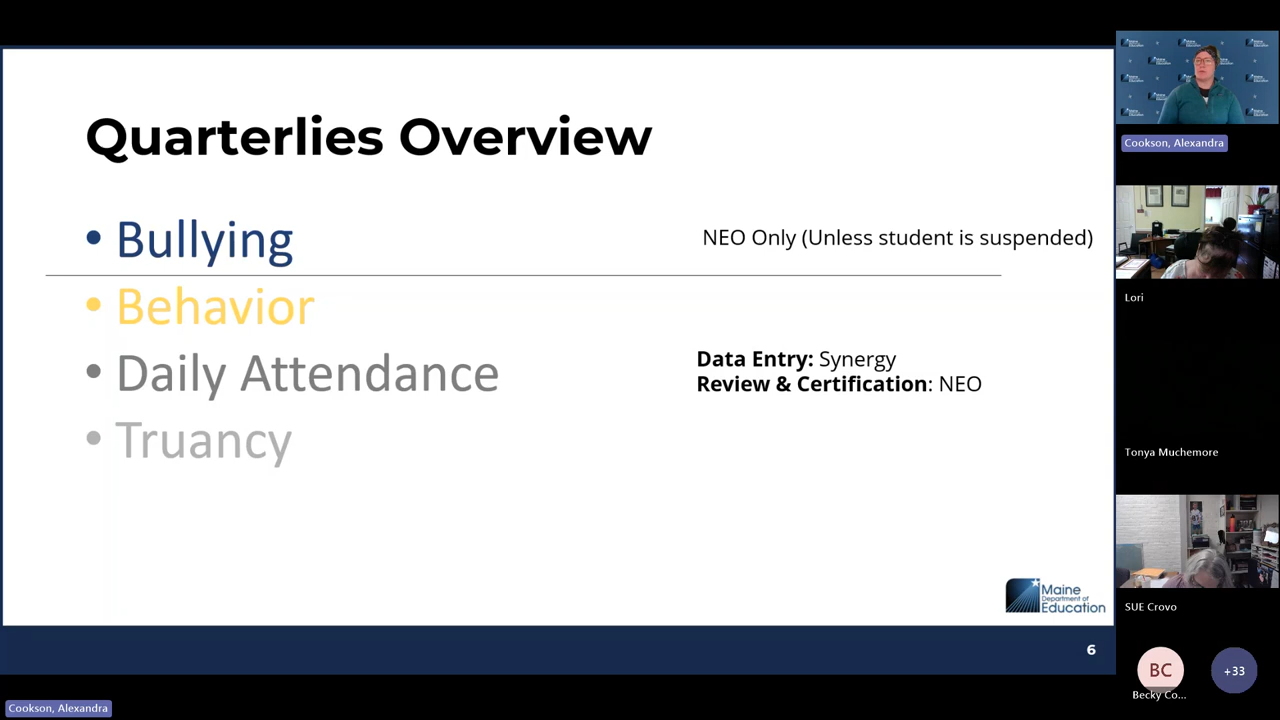 Quarterlies Overview
• Bullying
NEO Only (Unless student is suspended)
• Behavior
• Daily Attendance
Data Entry: Synergy
Review & Certification: NEO
• Truancy
Maine
Department of
Education
6
Cookson, Alexandra
Cookson, Alexandra
Lori
Tonya Muchemore
SUE Crovo
BC
Becky Co...
+33